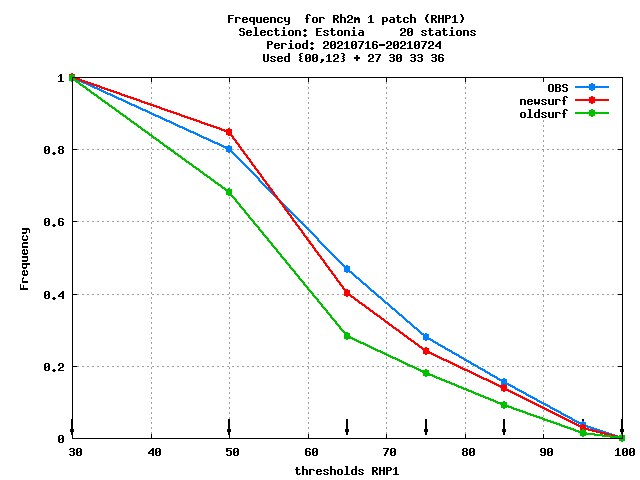 Frequency  for Rh2m 1 patch (RHP1)
Selection: Estonia     20 stations
Period: 20210716-20210724
Used {00,12} + 27 30 33 36
OBS
newsurf
oldsurf
1
0.8
0.6
0.4
0.2
0
Frequency
30 40 50 60 70 80 90 100
thresholds RHP1